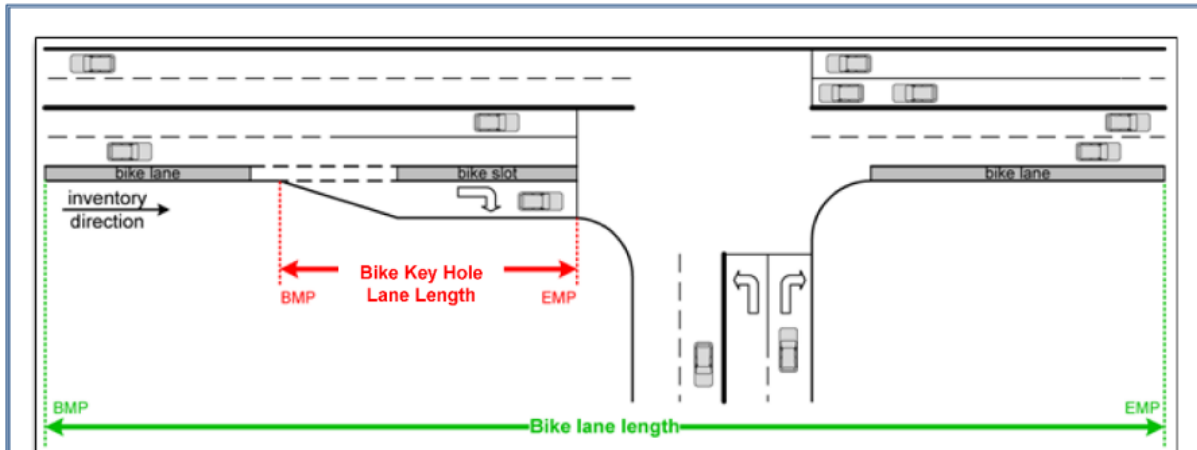 bike lane
bike slot
bike lane
inventory
direction
Bike Key Hole
Lane Length
BMP
EMP
BMP
EMP
Bike lane length